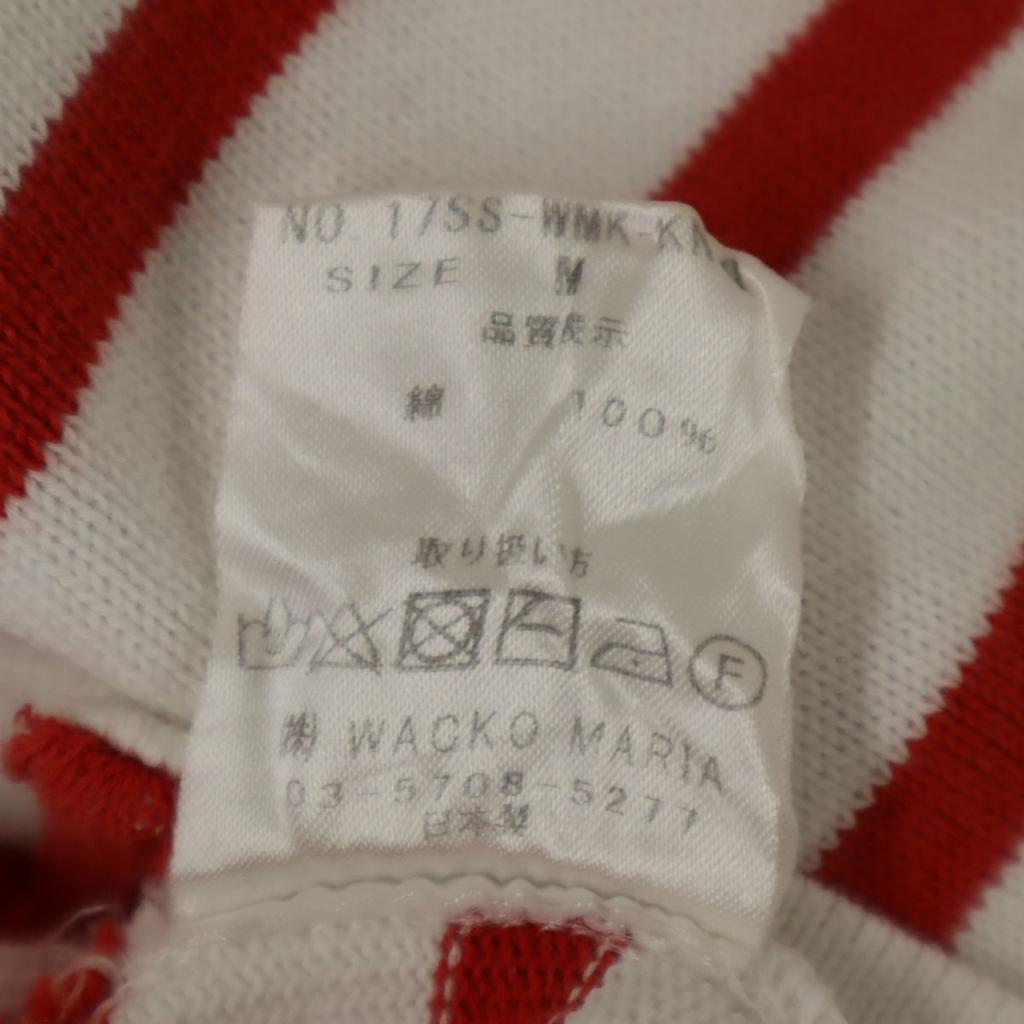 NO. 17SS-WMK-
SIZE M
品質表示
綿 100%
取り扱い方
F
㈱ WACKO MARIA
03-5708-5277
日本製